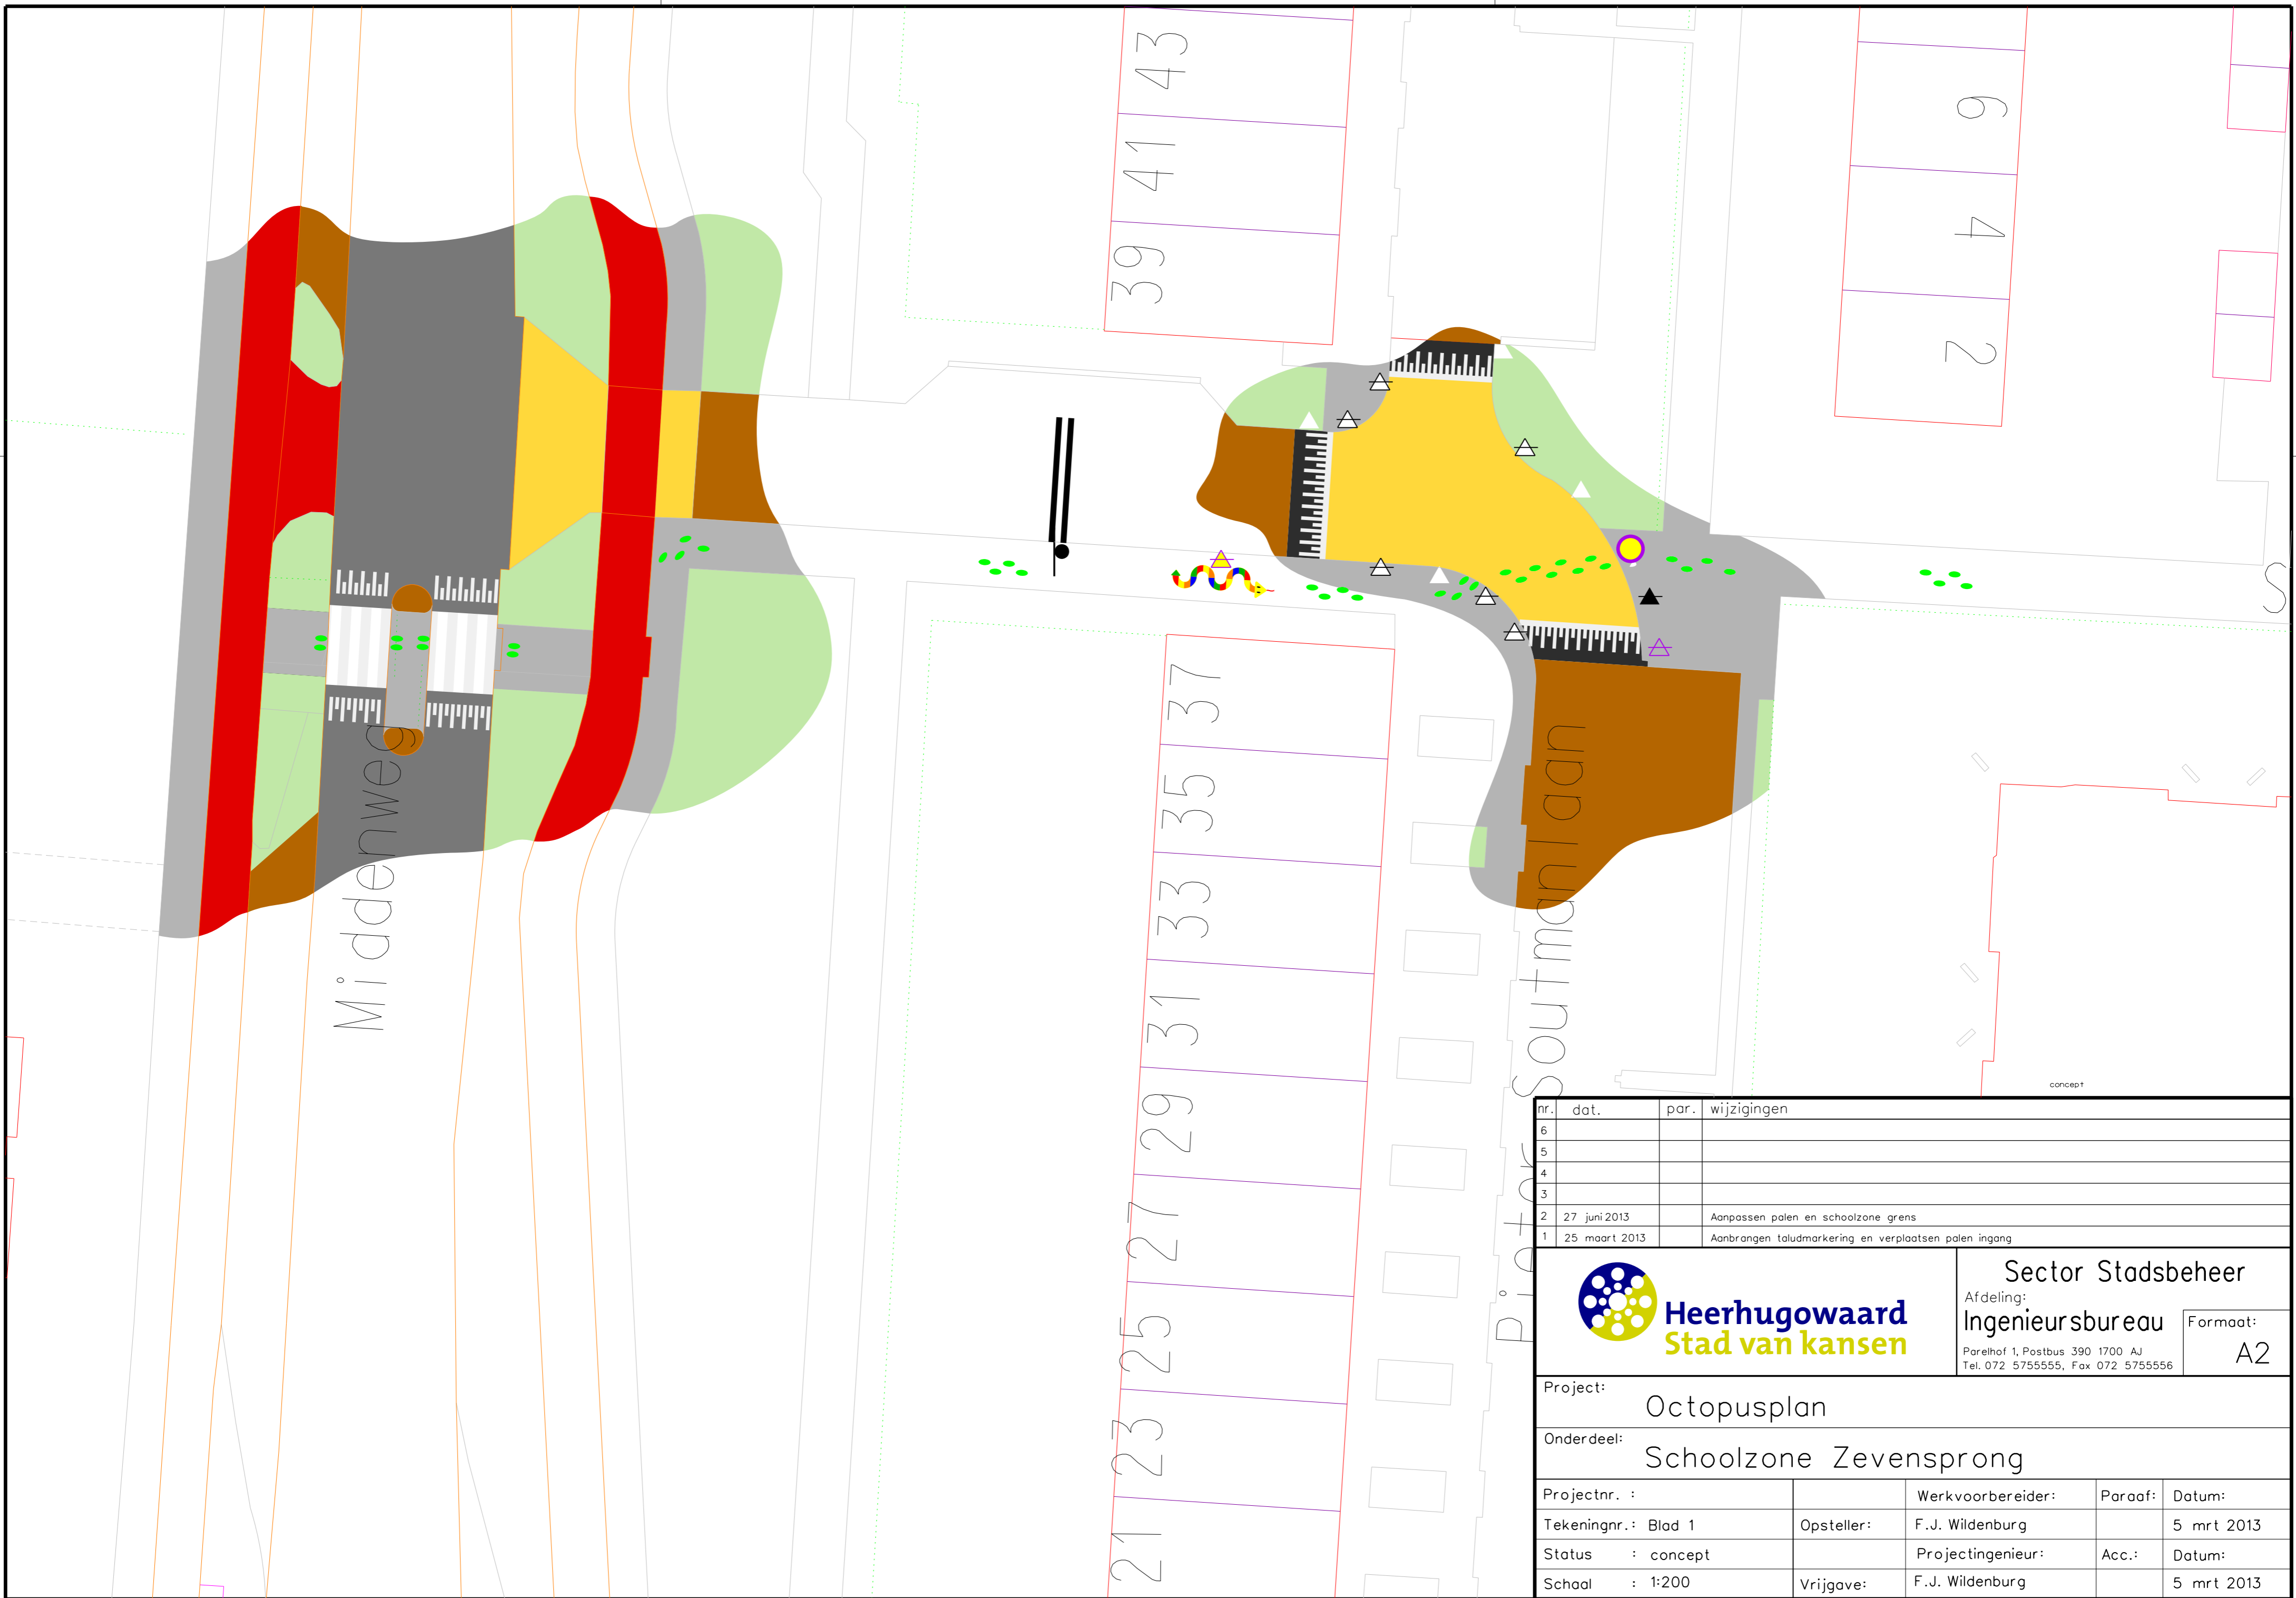 43
41
39
6
4
2
S
37
35
33
31
29
27
25
23
21
Middenweg
Pieter Soutmanlaan
concept
nr. dat. par. wijzigingen
6
5
4
3
2 27 juni 2013 Aanpassen palen en schoolzone grens
1 25 maart 2013 Aanbrangen taludmarkering en verplaatsen palen ingang
Heerhugowaard
Stad van kansen
Sector Stadsbeheer
Afdeling:
Ingenieursbureau
Parelhof 1, Postbus 390 1700 AJ
Tel. 072 5755555, Fax 072 5755556
Formaat:
A2
Project:
Octopusplan
Onderdeel:
Schoolzone Zevensprong
Projectnr. : Werkvoorbereider: Paraaf: Datum:
Tekeningnr.: Blad 1 Opsteller: F.J. Wildenburg 5 mrt 2013
Status : concept Projectingenieur: Acc.: Datum:
Schaal : 1:200 Vrijgave: F.J. Wildenburg 5 mrt 2013